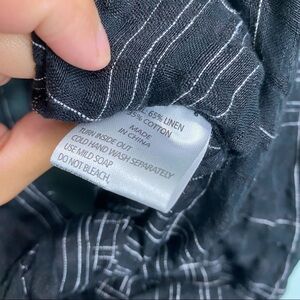 65% LINEN
35% COTTON
MADE
IN CHINA
TURN INSIDE OUT
COLD HAND WASH SEPARATELY
USE MILD SOAP
DO NOT BLEACH,